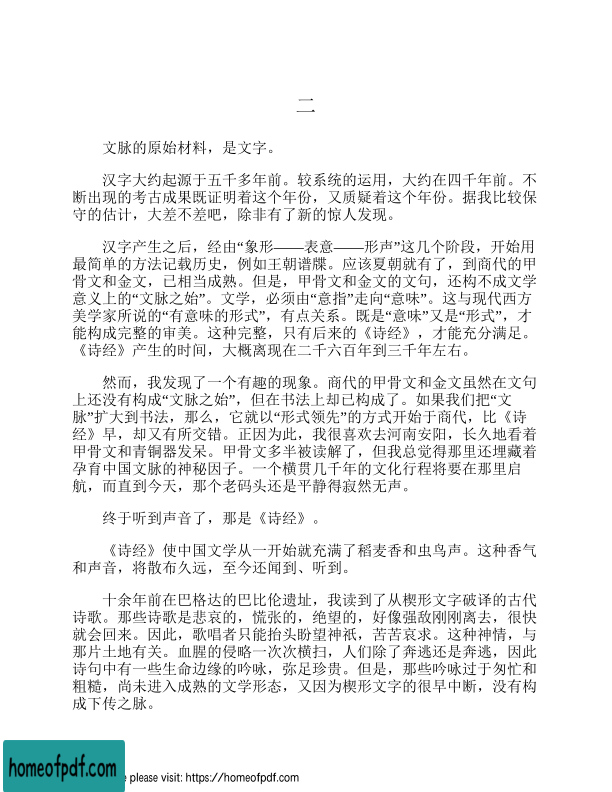 二
文脉的原始材料，是文字。
汉字大约起源于五千多年前。较系统的运用，大约在四千年前。不
断出现的考古成果既证明着这个年份，又质疑着这个年份。据我比较保
守的估计，大差不差吧，除非有了新的惊人发现。
汉字产生之后，经由“象形——表意——形声”这几个阶段，开始用
最简单的方法记载历史，例如王朝谱牒。应该夏朝就有了，到商代的甲
骨文和金文，已相当成熟。但是，甲骨文和金文的文句，还构不成文学
意义上的“文脉之始”。文学，必须由“意指”走向“意味”。这与现代西方
美学家所说的“有意味的形式”，有点关系。既是“意味”又是“形式”，才
能构成完整的审美。这种完整，只有后来的《诗经》，才能充分满足。
《诗经》产生的时间，大概离现在二千六百年到三千年左右。
然而，我发现了一个有趣的现象。商代的甲骨文和金文虽然在文句
上还没有构成“文脉之始”，但在书法上却已构成了。如果我们把“文
脉”扩大到书法，那么，它就以“形式领先”的方式开始于商代，比《诗
经》早，却又有所交错。正因为此，我很喜欢去河南安阳，长久地看着
甲骨文和青铜器发呆。甲骨文多半被读解了，但我总觉得那里还埋藏着
孕育中国文脉的神秘因子。一个横贯几千年的文化行程将要在那里启
航，而直到今天，那个老码头还是平静得寂然无声。
终于听到声音了，那是《诗经》。
《诗经》使中国文学从一开始就充满了稻麦香和虫鸟声。这种香气
和声音，将散布久远，至今还闻到、听到。
十余年前在巴格达的巴比伦遗址，我读到了从楔形文字破译的古代
诗歌。那些诗歌是悲哀的，慌张的，绝望的，好像强敌刚刚离去，很快
就会回来。因此，歌唱者只能抬头盼望神祇，苦苦哀求。这种神情，与
那片土地有关。血腥的侵略一次次横扫，人们除了奔逃还是奔逃，因此
诗句中有一些生命边缘的吟咏，弥足珍贵。但是，那些吟咏过于匆忙和
粗糙，尚未进入成熟的文学形态，又因为楔形文字的很早中断，没有构
成下传之脉。
homeofpdf.com
e please visit: https://homeofpdf.com